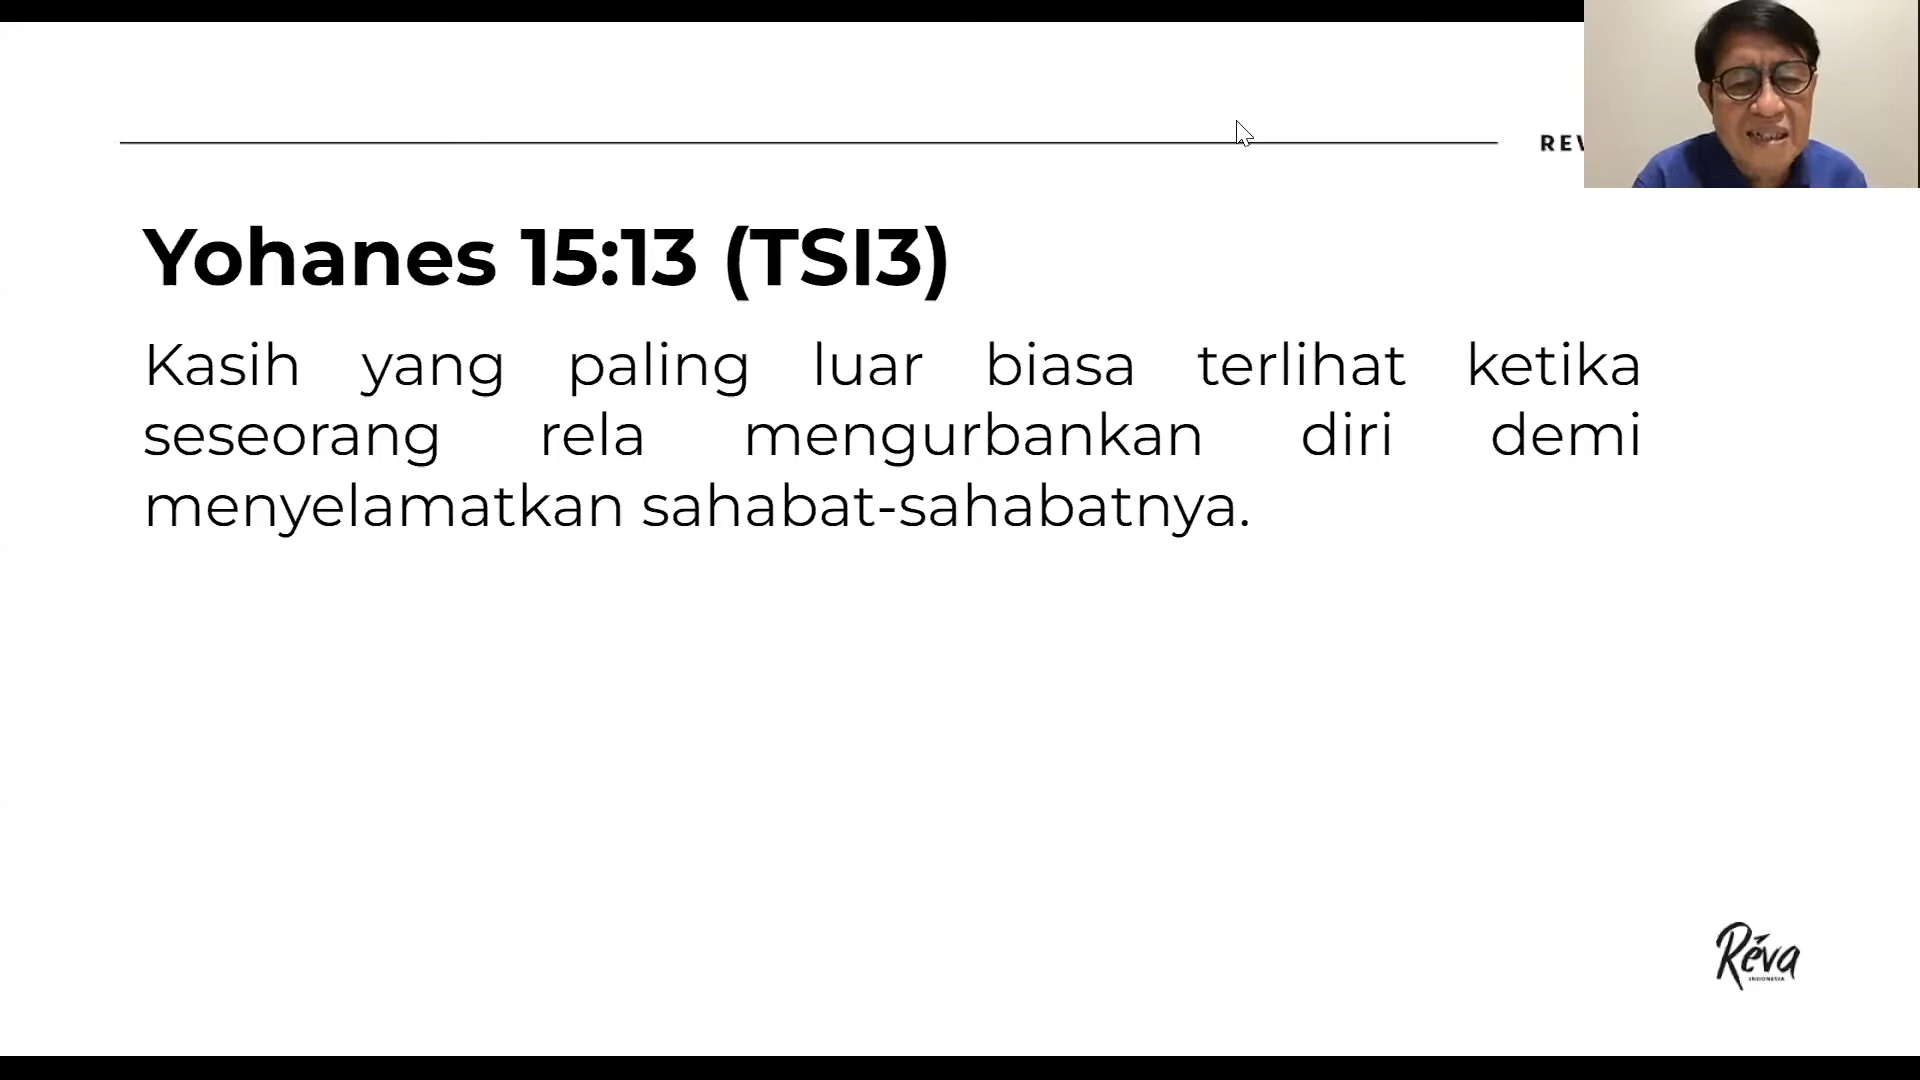 Yohanes 15:13 (TSI3)
Kasih yang paling luar biasa terlihat ketika
seseorang rela mengurbankan diri demi
menyelamatkan sahabat-sahabatnya.
Réva
INDONESIA